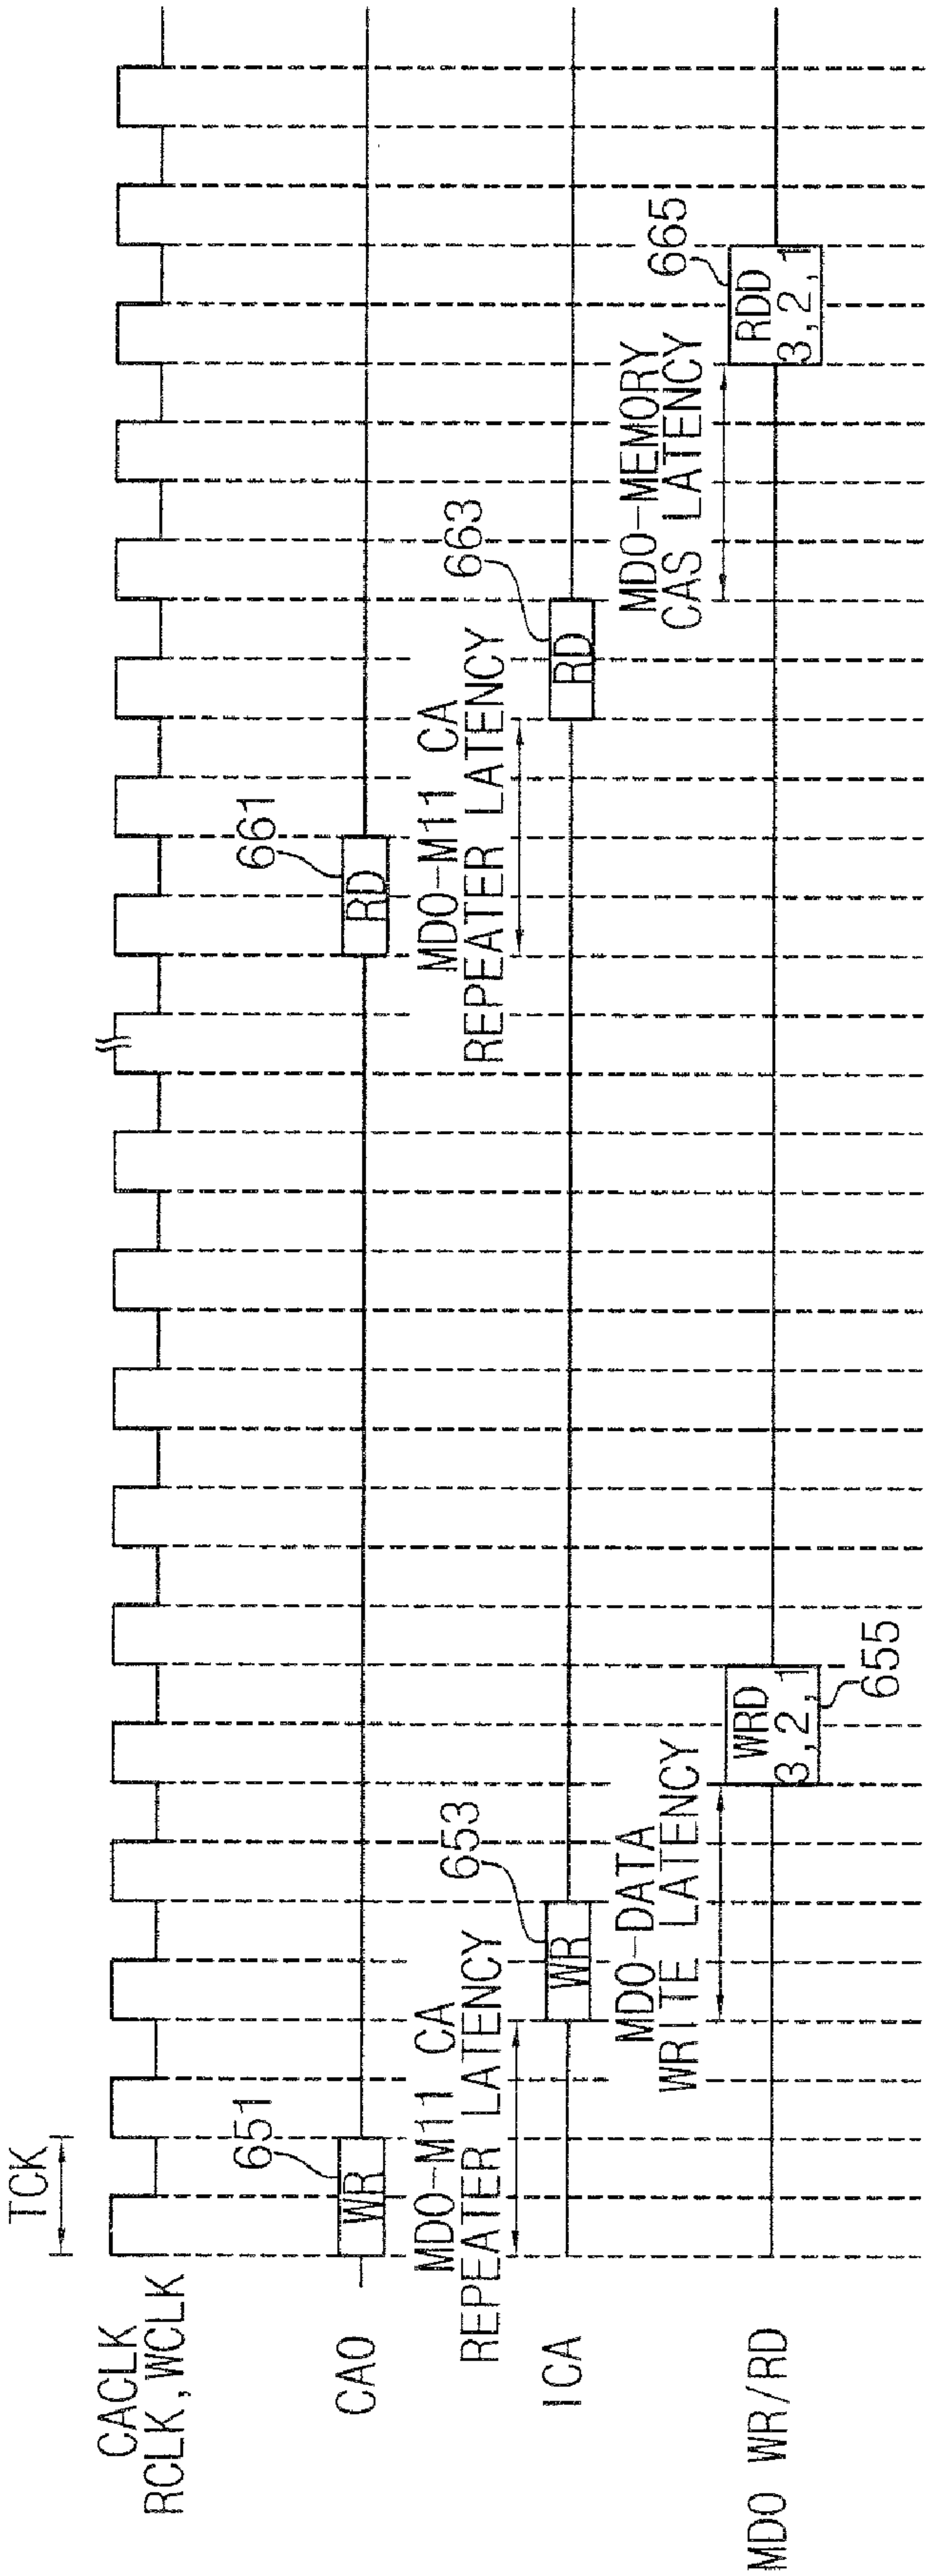 TCK
CACLK
RCLK,WCLK
CA0
651
WR
661
RD
MD0-M11 CA
REPEATER LATENCY
MD0-M11 CA
REPEATER LATENCY
ICA
653
WR
663
RD
MD0-DATA
WRITE LATENCY
MD0-MEMORY
CAS LATENCY
MD0 WR/RD
WRD
3,2,1
655
RDD
3,2,1
665